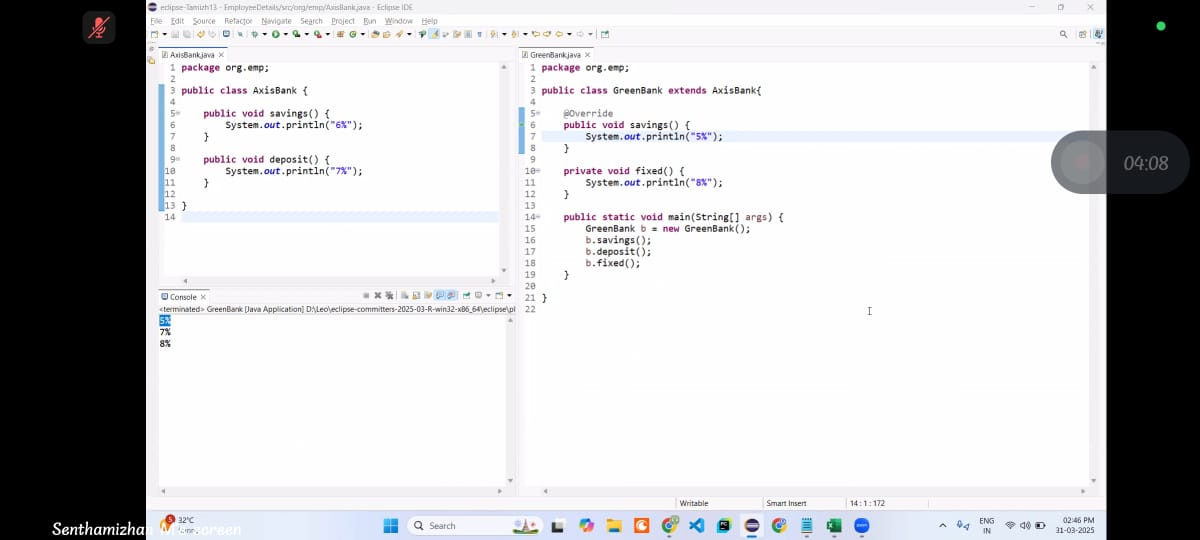 eclipse-Tamizh13 - EmployeeDetails/src/org/emp/AxisBank.java - Eclipse IDE
File Edit Source Refactor Navigate Search Project Run Window Help
AxisBank.java
1 package org.emp;
2
3 public class AxisBank {
4
5 public void savings() {
6 System.out.println("6%");
7 }
8
9 public void deposit() {
10 System.out.println("7%");
11 }
12
13 }
14
GreenBank.java
1 package org.emp;
2
3 public class GreenBank extends AxisBank{
4
5 @Override
6 public void savings() {
7 System.out.println("5%");
8 }
9
10 private void fixed() {
11 System.out.println("8%");
12 }
13
14 public static void main(String[] args) {
15 GreenBank b = new GreenBank();
16 b.savings();
17 b.deposit();
18 b.fixed();
19 }
20
21 }
22
04:08
Console
<terminated> GreenBank [Java Application] D:\Leo\eclipse-committers-2025-03-R-win32-x86_64\eclipse\pl
5%
7%
8%
Writable Smart Insert 14 : 1 : 172
5 32°C
Senthamizhan screen
Search
ENG
IN
02:46 PM
31-03-2025